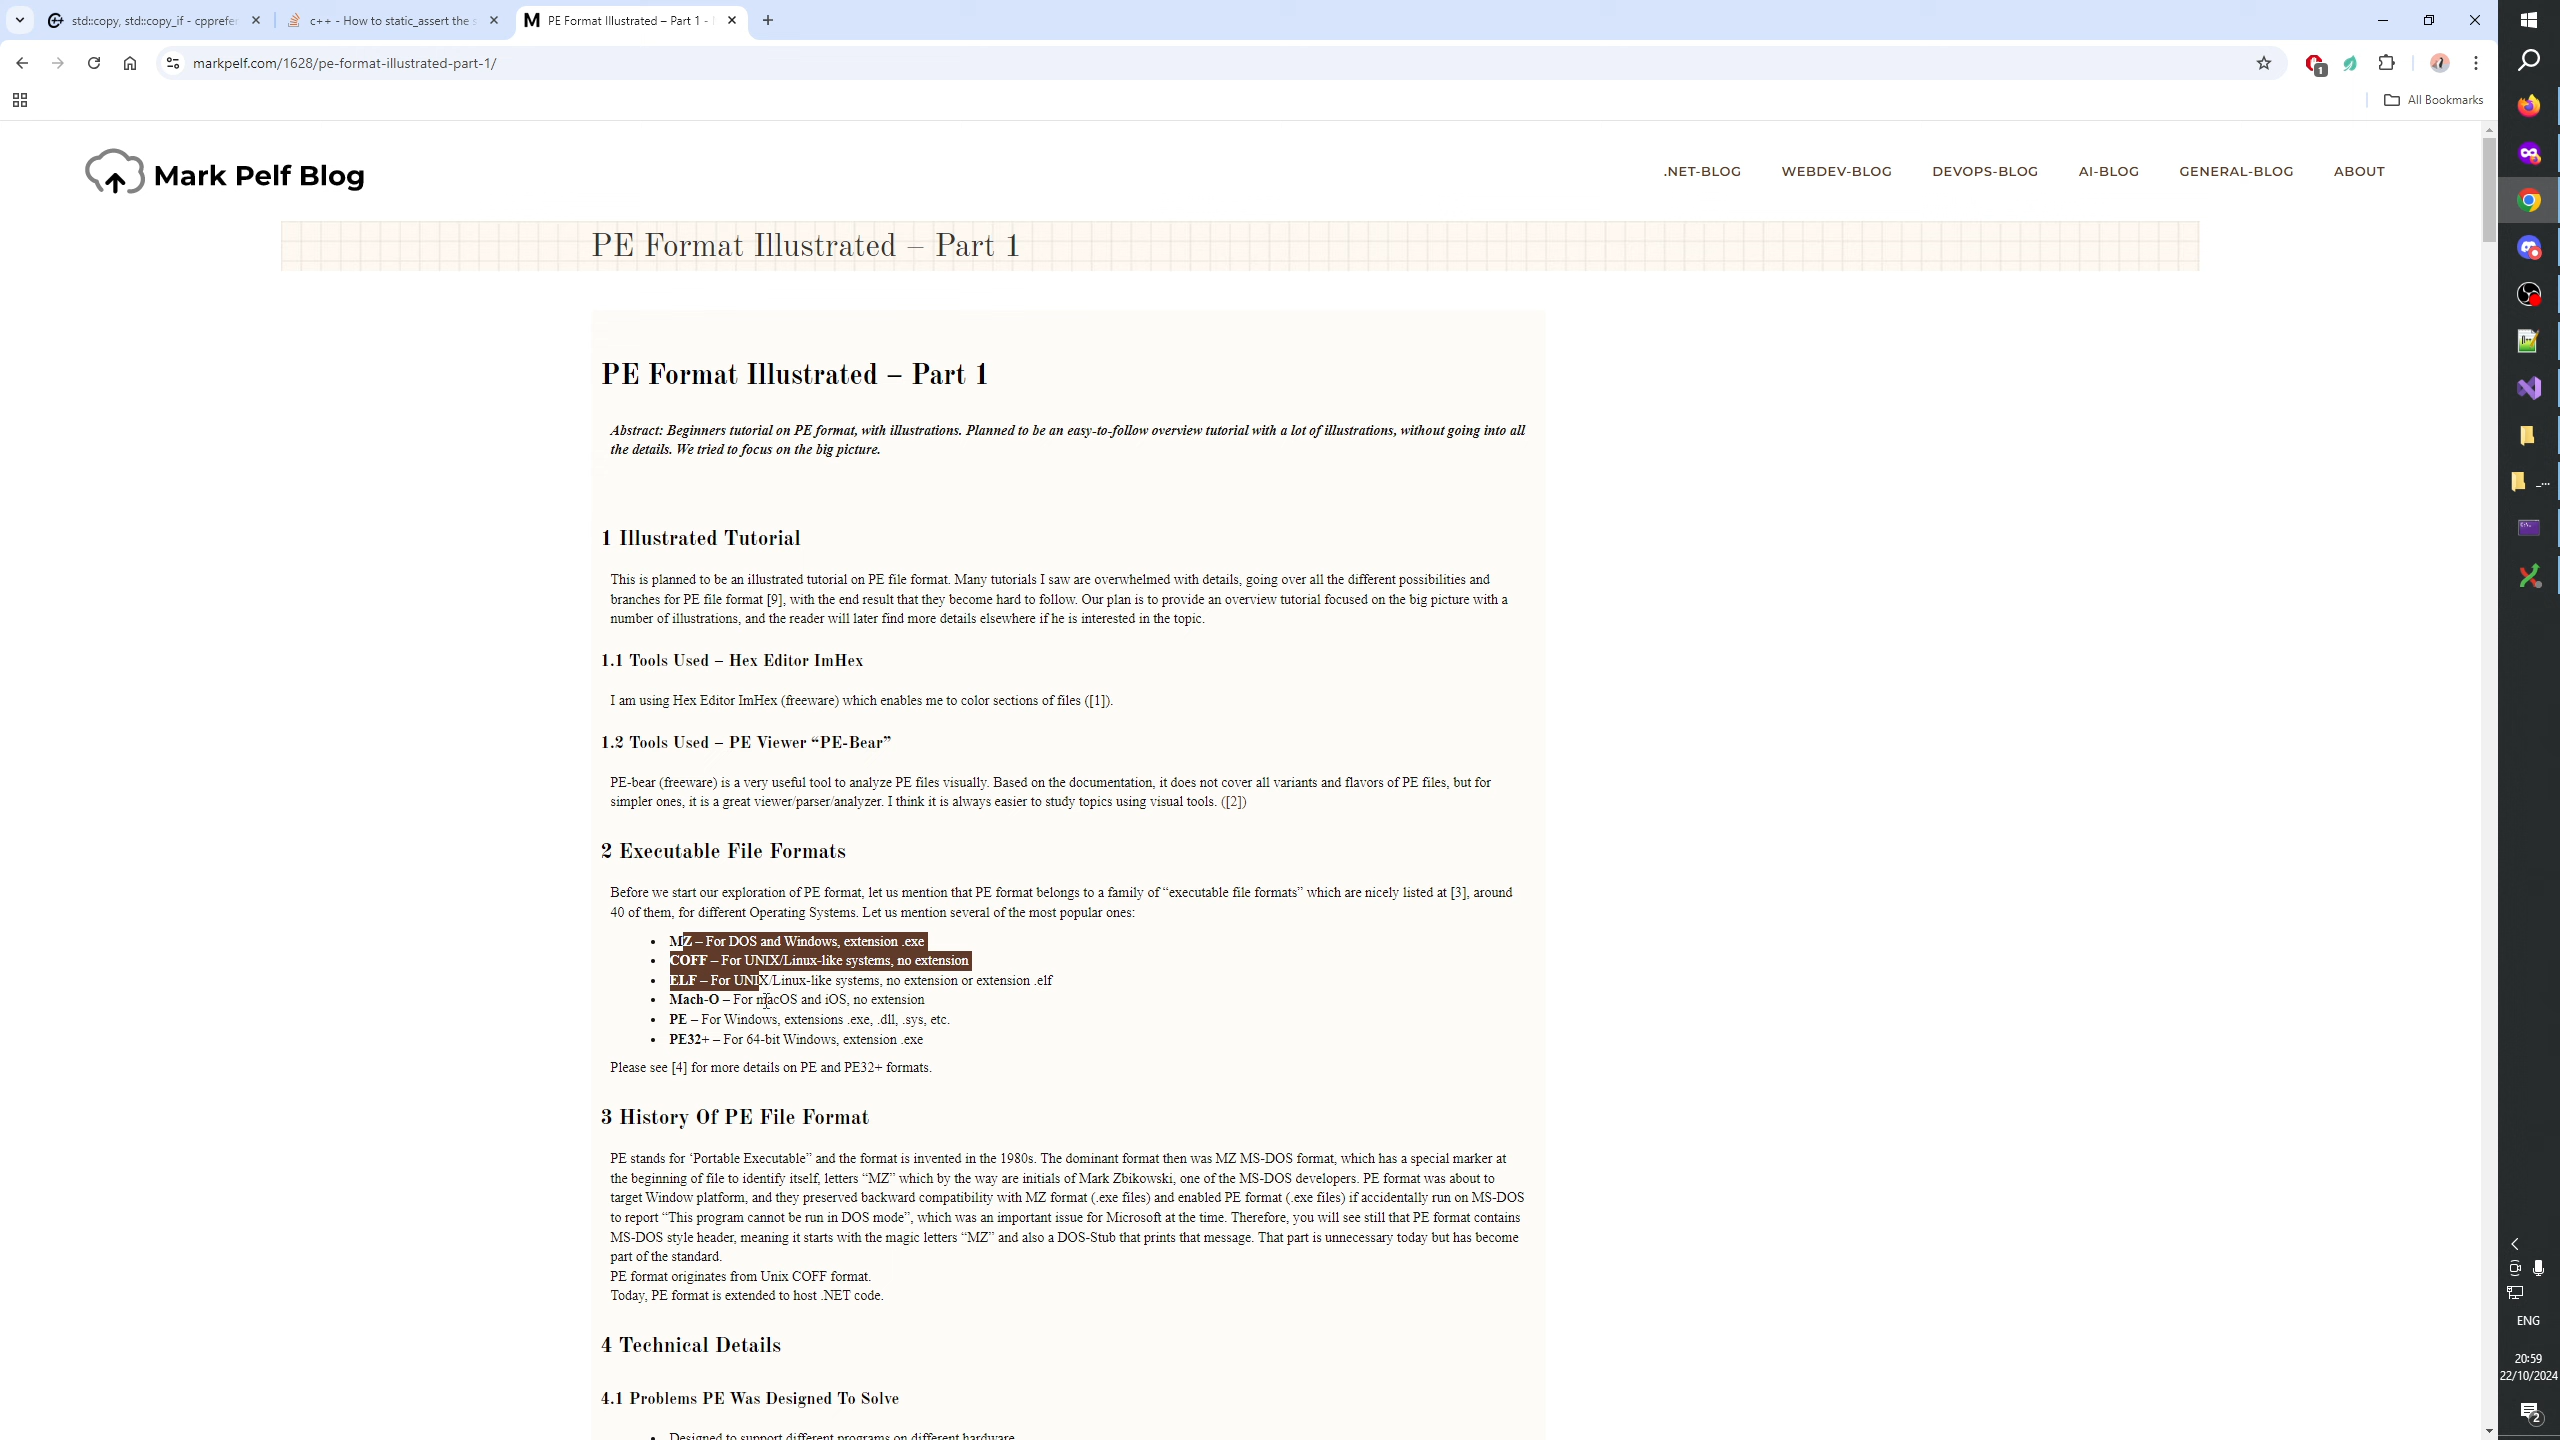 std::copy, std::copy_if - cpprefe
c++ - How to static_assert the s
PE Format Illustrated – Part 1 -
markpelf.com/1628/pe-format-illustrated-part-1/
1
All Bookmarks
Mark Pelf Blog
.NET-BLOG
WEBDEV-BLOG
DEVOPS-BLOG
AI-BLOG
GENERAL-BLOG
ABOUT
PE Format Illustrated – Part 1
PE Format Illustrated – Part 1
Abstract: Beginners tutorial on PE format, with illustrations. Planned to be an easy-to-follow overview tutorial with a lot of illustrations, without going into all
the details. We tried to focus on the big picture.
1 Illustrated Tutorial
This is planned to be an illustrated tutorial on PE file format. Many tutorials I saw are overwhelmed with details, going over all the different possibilities and
branches for PE file format [9], with the end result that they become hard to follow. Our plan is to provide an overview tutorial focused on the big picture with a
number of illustrations, and the reader will later find more details elsewhere if he is interested in the topic.
1.1 Tools Used – Hex Editor ImHex
I am using Hex Editor ImHex (freeware) which enables me to color sections of files ([1]).
1.2 Tools Used – PE Viewer “PE-Bear”
PE-bear (freeware) is a very useful tool to analyze PE files visually. Based on the documentation, it does not cover all variants and flavors of PE files, but for
simpler ones, it is a great viewer/parser/analyzer. I think it is always easier to study topics using visual tools. ([2])
2 Executable File Formats
Before we start our exploration of PE format, let us mention that PE format belongs to a family of “executable file formats” which are nicely listed at [3], around
40 of them, for different Operating Systems. Let us mention several of the most popular ones:
• MZ – For DOS and Windows, extension .exe
• COFF – For UNIX/Linux-like systems, no extension
• ELF – For UNIX/Linux-like systems, no extension or extension .elf
• Mach-O – For macOS and iOS, no extension
• PE – For Windows, extensions .exe, .dll, .sys, etc.
• PE32+ – For 64-bit Windows, extension .exe
Please see [4] for more details on PE and PE32+ formats.
3 History Of PE File Format
PE stands for ‘Portable Executable” and the format is invented in the 1980s. The dominant format then was MZ MS-DOS format, which has a special marker at
the beginning of file to identify itself, letters “MZ” which by the way are initials of Mark Zbikowski, one of the MS-DOS developers. PE format was about to
target Window platform, and they preserved backward compatibility with MZ format (.exe files) and enabled PE format (.exe files) if accidentally run on MS-DOS
to report “This program cannot be run in DOS mode”, which was an important issue for Microsoft at the time. Therefore, you will see still that PE format contains
MS-DOS style header, meaning it starts with the magic letters “MZ” and also a DOS-Stub that prints that message. That part is unnecessary today but has become
part of the standard.
PE format originates from Unix COFF format.
Today, PE format is extended to host .NET code.
4 Technical Details
4.1 Problems PE Was Designed To Solve
• Designed to support different programs on different hardware
ENG
20:59
22/10/2024
2